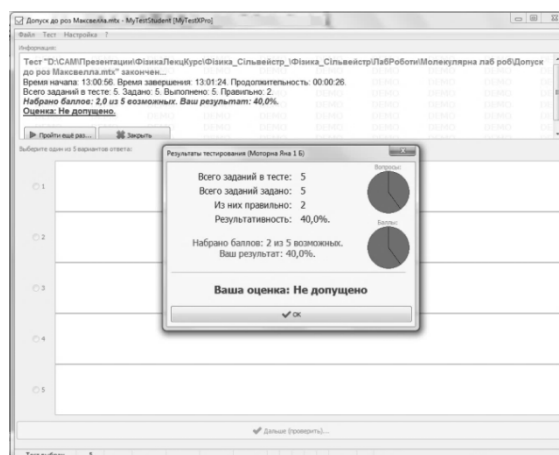 Допуск до роз Максвелла.mtx - MyTestStudent [MyTestXPro]
Файл Тест Настройка ?
Информация:
Тест "D:\САМ\Презентации\ФізикаЛекцКурс\Фізика_Сільвейстр_\Фізика_Сільвейстр\ЛабРоботи\Молекулярна лаб роб\Допуск
до роз Максвелла.mtx" закончен...
Время начала: 13:00:56. Время завершения: 13:01:24. Продолжительность: 00:00:26.
Всего заданий в тесте: 5. Задано: 5. Выполнено: 5. Правильно: 2.
Набрано баллов: 2,0 из 5 возможных. Ваш результат: 40,0%.
Оценка: Не допущено.
Пройти ещё раз... Закрыть
Выберите один из 5 вариантов ответа:
Результаты тестирования (Моторна Яна 1 Б)
Всего заданий в тесте: 5
Всего заданий задано: 5
Из них правильно: 2
Результативность: 40,0%.
Вопросы:
Набрано баллов: 2 из 5 возможных.
Ваш результат: 40,0%.
Баллы:
Ваша оценка: Не допущено
OK
1
2
3
4
5
Дальше (проверить)...